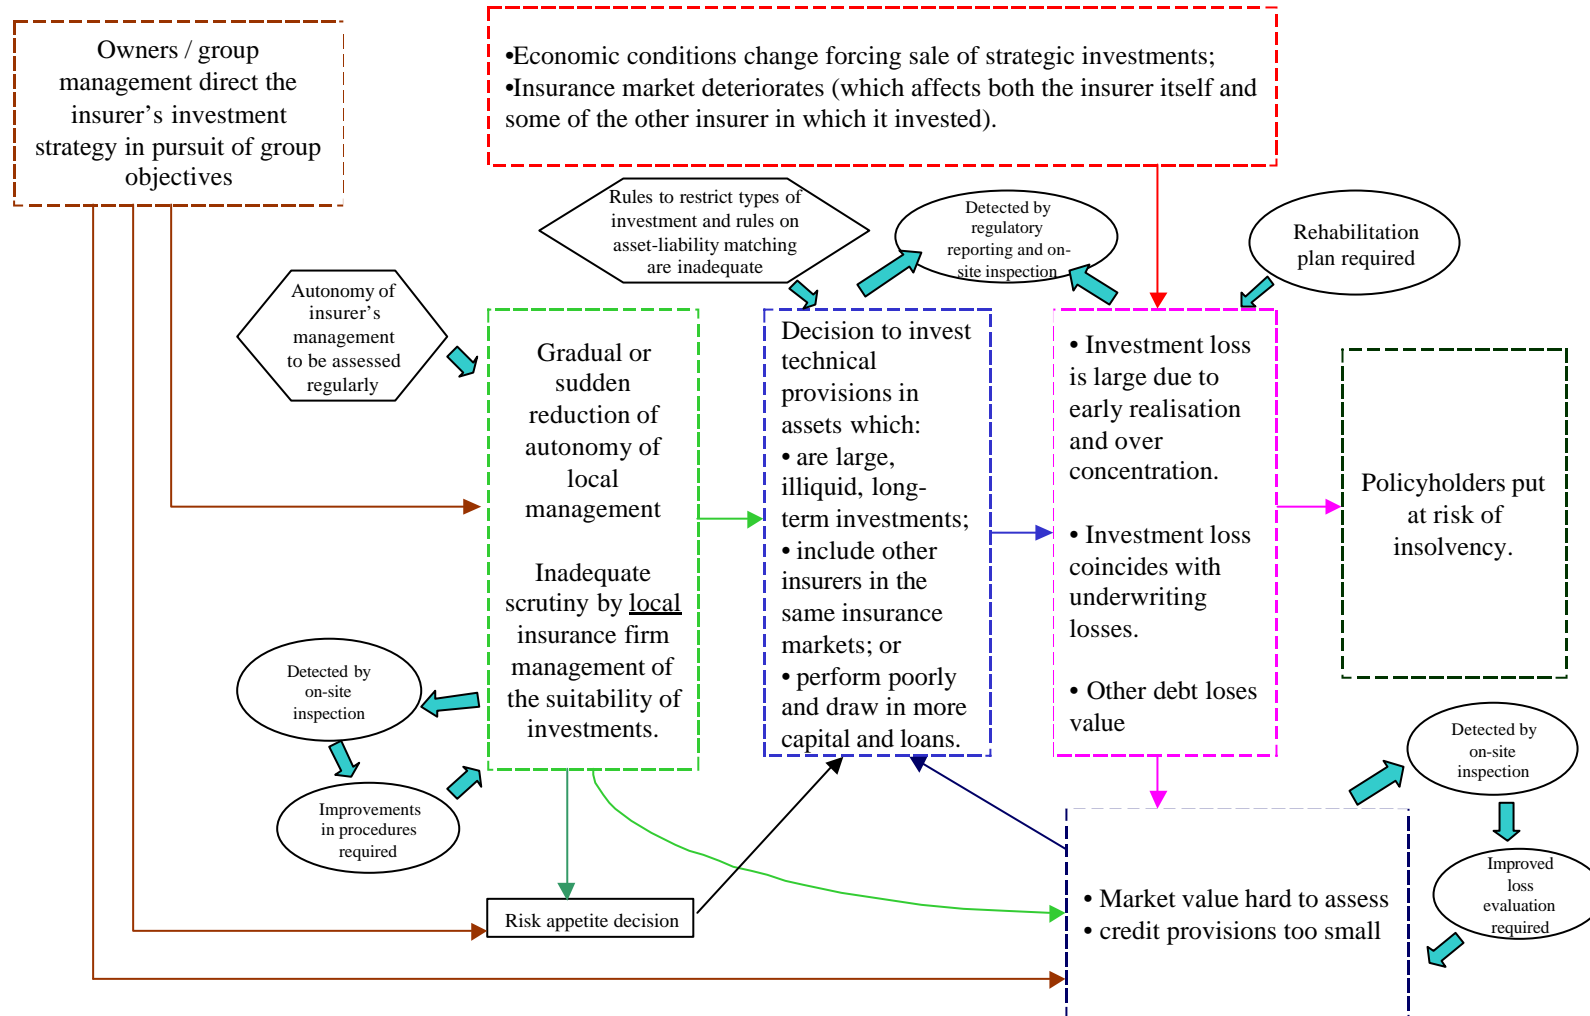 Owners / group
management direct the
insurer’s investment
strategy in pursuit of group
objectives
•Economic conditions change forcing sale of strategic investments;
•Insurance market deteriorates (which affects both the insurer itself and
some of the other insurer in which it invested).
Rules to restrict types of
investment and rules on
asset-liability matching
are inadequate
Detected by
regulatory
reporting and on-
site inspection
Rehabilitation
plan required
Autonomy of
insurer’s
management
to be assessed
regularly
Gradual or
sudden
reduction of
autonomy of
local
management
Inadequate
scrutiny by local
insurance firm
management of
the suitability of
investments.
Decision to invest
technical
provisions in
assets which:
• are large,
illiquid, long-
term investments;
• include other
insurers in the
same insurance
markets; or
• perform poorly
and draw in more
capital and loans.
• Investment loss
is large due to
early realisation
and over
concentration.
• Investment loss
coincides with
underwriting
losses.
• Other debt loses
value
Policyholders put
at risk of
insolvency.
Detected by
on-site
inspection
Improvements
in procedures
required
Risk appetite decision
• Market value hard to assess
• credit provisions too small
Detected by
on-site
inspection
Improved
loss
evaluation
required